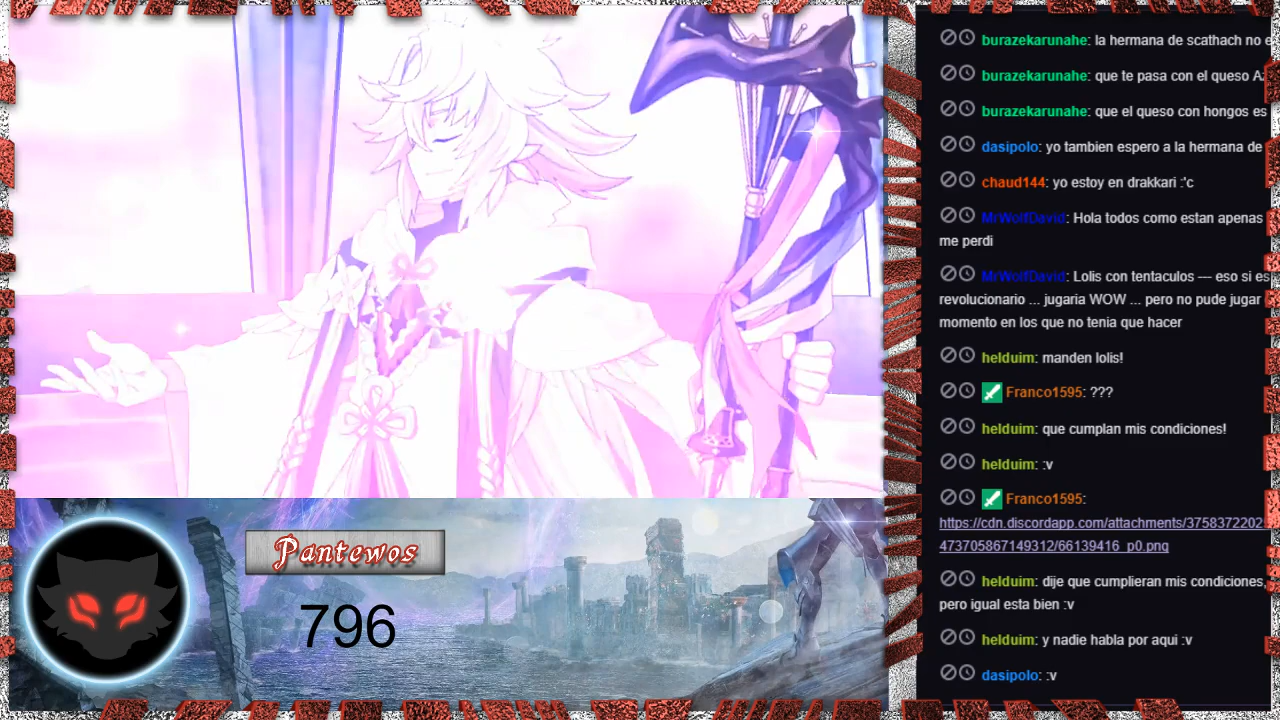 burazekarunahe: la hermana de scathach no e
burazekarunahe: que te pasa con el queso A
burazekarunahe: que el queso con hongos es
dasipolo: yo tambien espero a la hermana de
chaud144: yo estoy en drakkari :'c
MrWolfDavid: Hola todos como estan apenas
me perdi
MrWolfDavid: Lolis con tentaculos --- eso si es
revolucionario ... jugaria WOW ... pero no pude jugar
momento en los que no tenia que hacer
helduim: manden lolis!
Franco1595: ???
helduim: que cumplan mis condiciones!
helduim: :v
Franco1595:
https://cdn.discordapp.com/attachments/3758372202
473705867149312/66139416_p0.png
helduim: dije que cumplieran mis condiciones,
pero igual esta bien :v
helduim: y nadie habla por aqui :v
dasipolo: :v
Pantewos
796